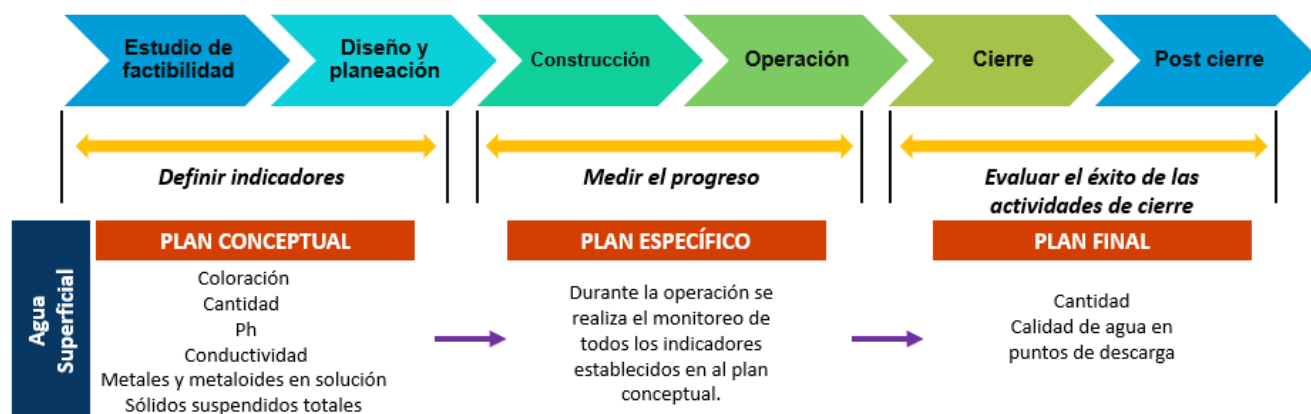 Estudio de
factibilidad
Diseño y
planeación
Construcción
Operación
Cierre
Post cierre
Definir indicadores
Medir el progreso
Evaluar el éxito de las
actividades de cierre
Agua
Superficial
PLAN CONCEPTUAL
Coloración
Cantidad
Ph
Conductividad
Metales y metaloides en solución
Sólidos suspendidos totales
PLAN ESPECÍFICO
Durante la operación se
realiza el monitoreo de
todos los indicadores
establecidos en al plan
conceptual.
PLAN FINAL
Cantidad
Calidad de agua en
puntos de descarga